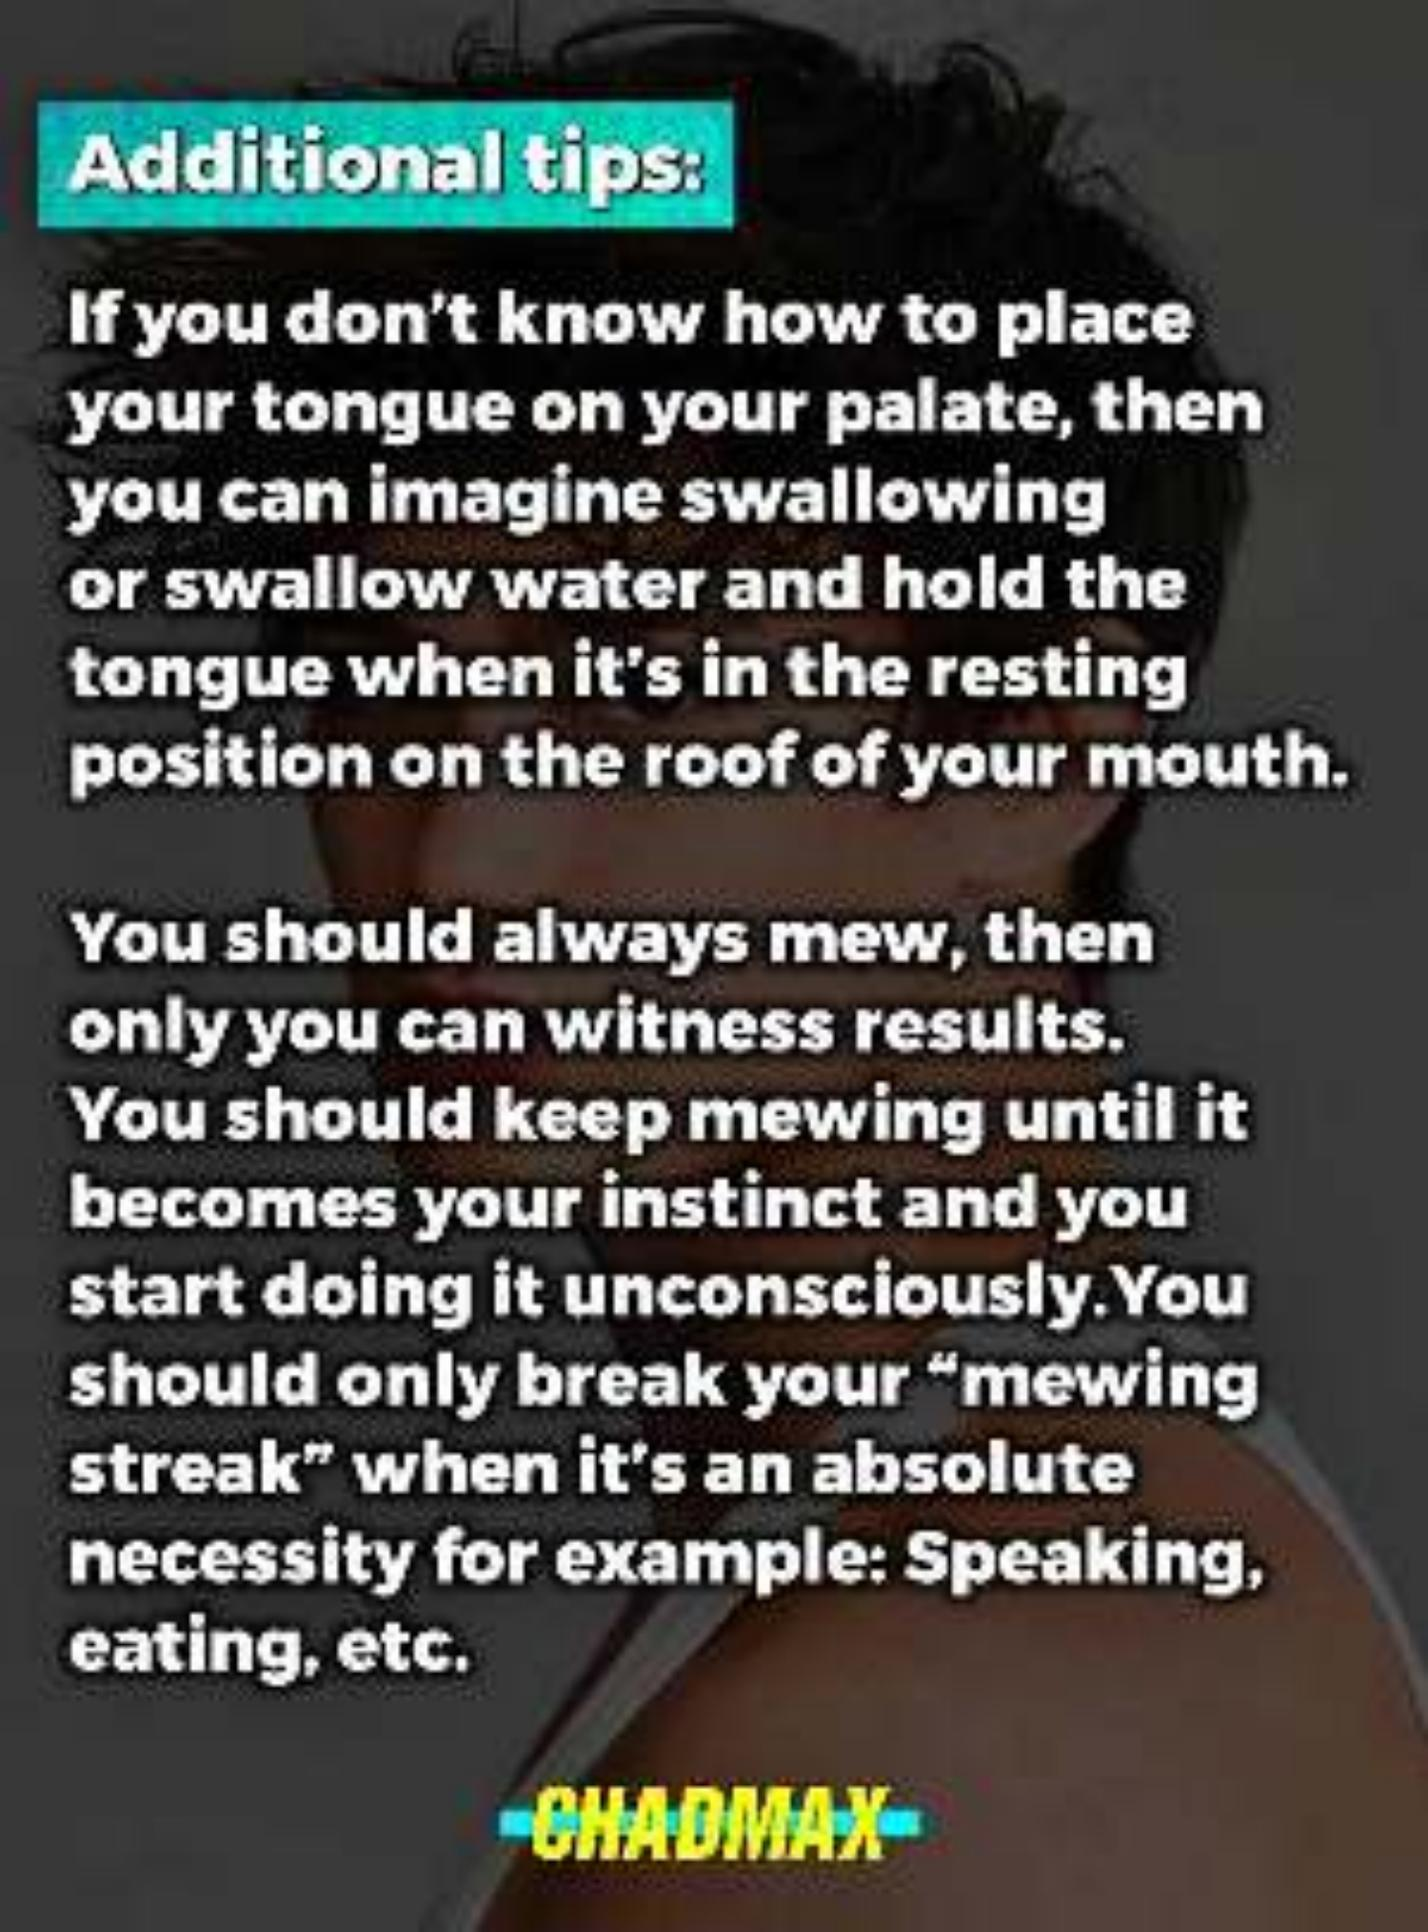 Additional tips:
If you don't know how to place
your tongue on your palate, then
you can imagine swallowing
or swallow water and hold the
tongue when it's in the resting
position on the roof of your mouth.
You should always mew, then
only you can witness results.
You should keep mewing until it
becomes your instinct and you
start doing it unconsciously.You
should only break your “mewing
streak” when it's an absolute
necessity for example: Speaking,
eating, etc.
CHADMAX